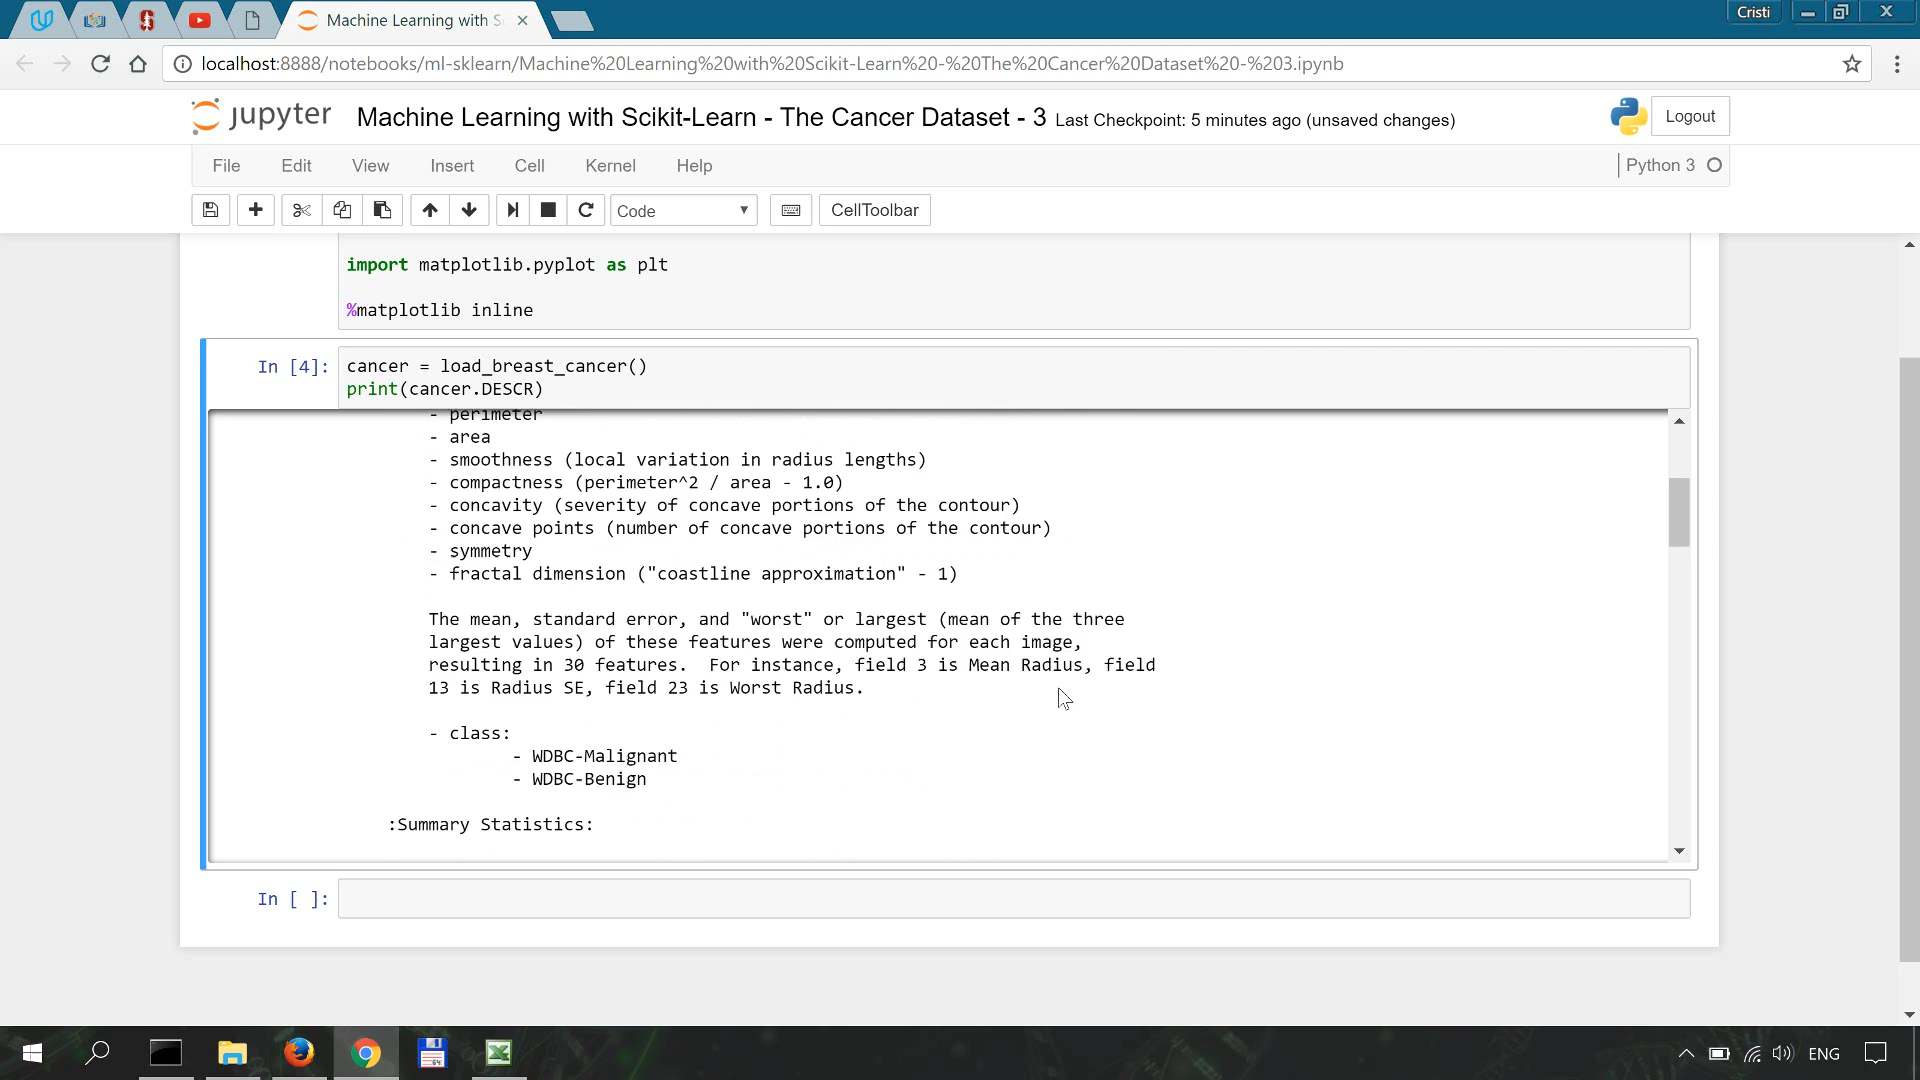 Machine Learning with S
Cristi
localhost:8888/notebooks/ml-sklearn/Machine%20Learning%20with%20Scikit-Learn%20-%20The%20Cancer%20Dataset%20-%203.ipynb
jupyter Machine Learning with Scikit-Learn - The Cancer Dataset - 3 Last Checkpoint: 5 minutes ago (unsaved changes)
Logout
File Edit View Insert Cell Kernel Help
Python 3
Code CellToolbar
import matplotlib.pyplot as plt
%matplotlib inline
In [4]: cancer = load_breast_cancer()
print(cancer.DESCR)
- perimeter
- area
- smoothness (local variation in radius lengths)
- compactness (perimeter^2 / area - 1.0)
- concavity (severity of concave portions of the contour)
- concave points (number of concave portions of the contour)
- symmetry
- fractal dimension ("coastline approximation" - 1)
The mean, standard error, and "worst" or largest (mean of the three
largest values) of these features were computed for each image,
resulting in 30 features.  For instance, field 3 is Mean Radius, field
13 is Radius SE, field 23 is Worst Radius.
- class:
- WDBC-Malignant
- WDBC-Benign
:Summary Statistics:
In [ ]:
64
ENG